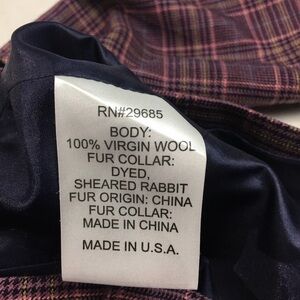 RN#29685
BODY:
100% VIRGIN WOOL
FUR COLLAR:
DYED,
SHEARED RABBIT
FUR ORIGIN: CHINA
FUR COLLAR:
MADE IN CHINA
MADE IN U.S.A.